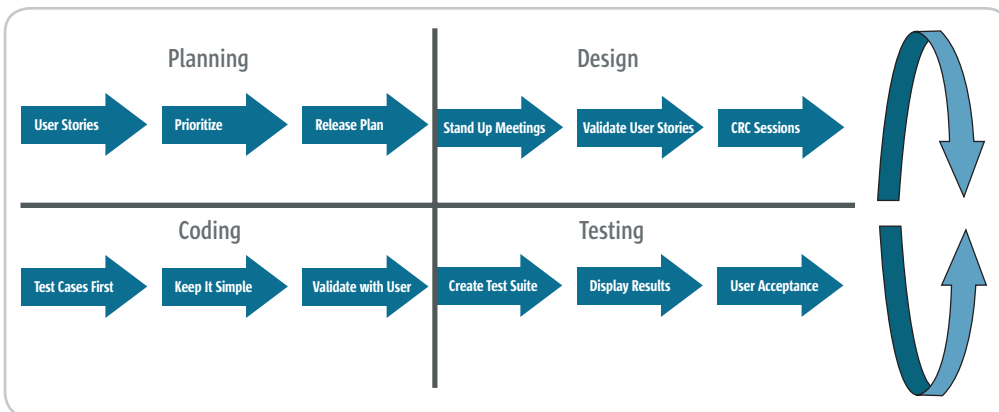 Planning
User Stories
Prioritize
Release Plan
Design
Stand Up Meetings
Validate User Stories
CRC Sessions
Coding
Test Cases First
Keep It Simple
Validate with User
Testing
Create Test Suite
Display Results
User Acceptance